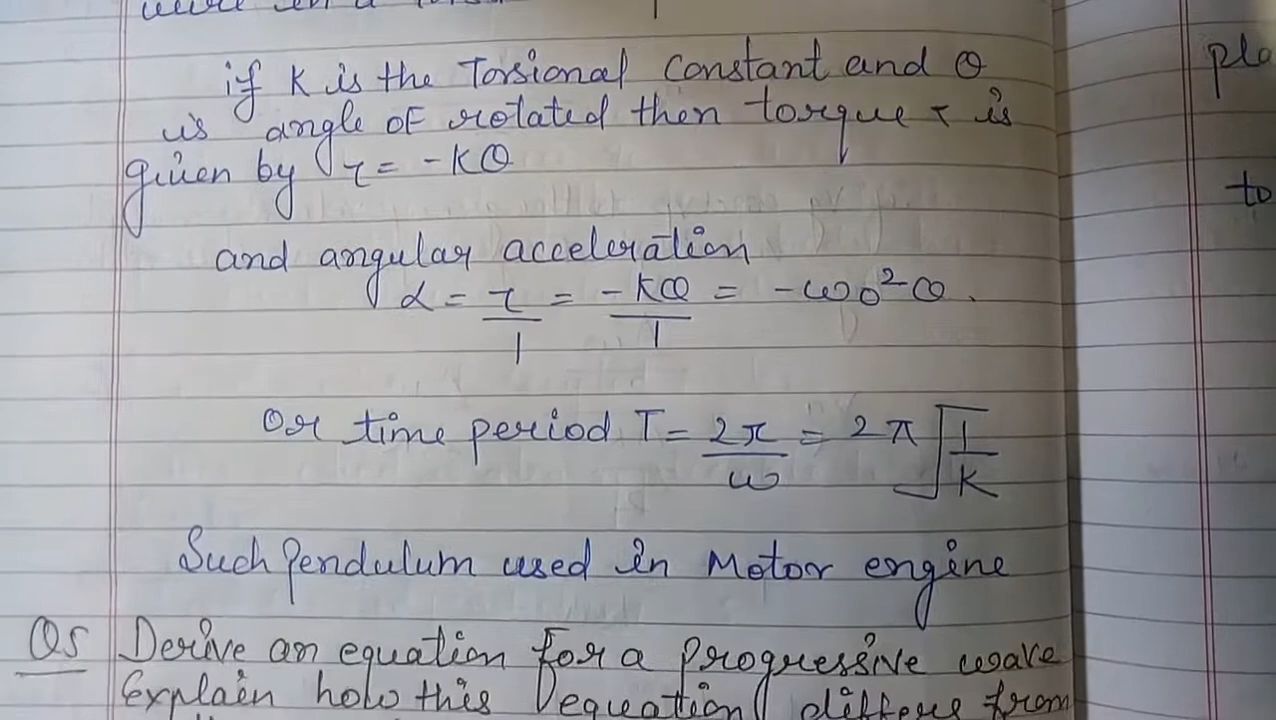 if K is the Torsional constant and θ
is angle of rotated then torque τ is
given by τ = -Kθ
and angular acceleration
α = τ/I = -kθ/I = -ω0²θ.
Or time period T = 2π/ω = 2π√(I/K)
Such Pendulum used in Motor engine
Q5 Derive an equation for a progressive wave
Explain how this equation differs from
plo
to